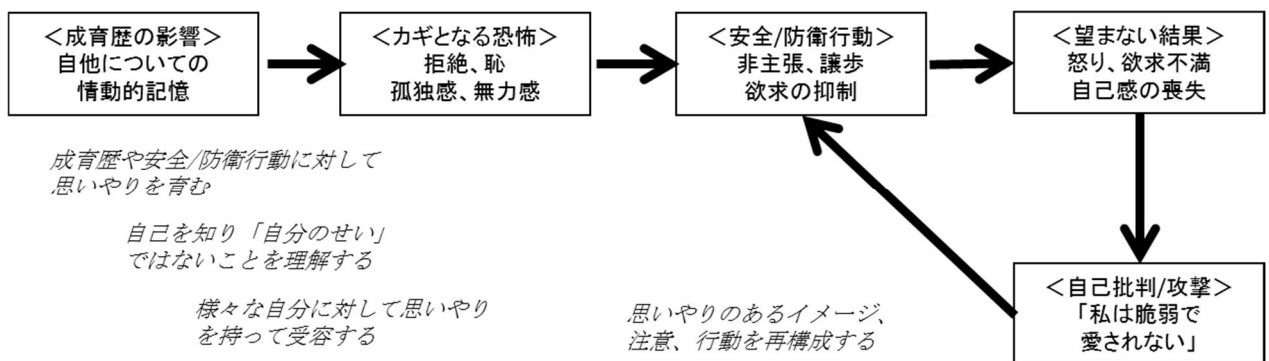 ＜成育歴の影響＞
自他についての
情動的記憶
＜カギとなる恐怖＞
拒絶、恥
孤独感、無力感
＜安全/防衛行動＞
非主張、譲歩
欲求の抑制
＜望まない結果＞
怒り、欲求不満
自己感の喪失
成育歴や安全/防衛行動に対して
思いやりを育む
自己を知り「自分のせい」
ではないことを理解する
様々な自分に対して思いやり
を持って受容する
思いやりのあるイメージ、
注意、行動を再構成する
＜自己批判/攻撃＞
「私は脆弱で
愛されない」